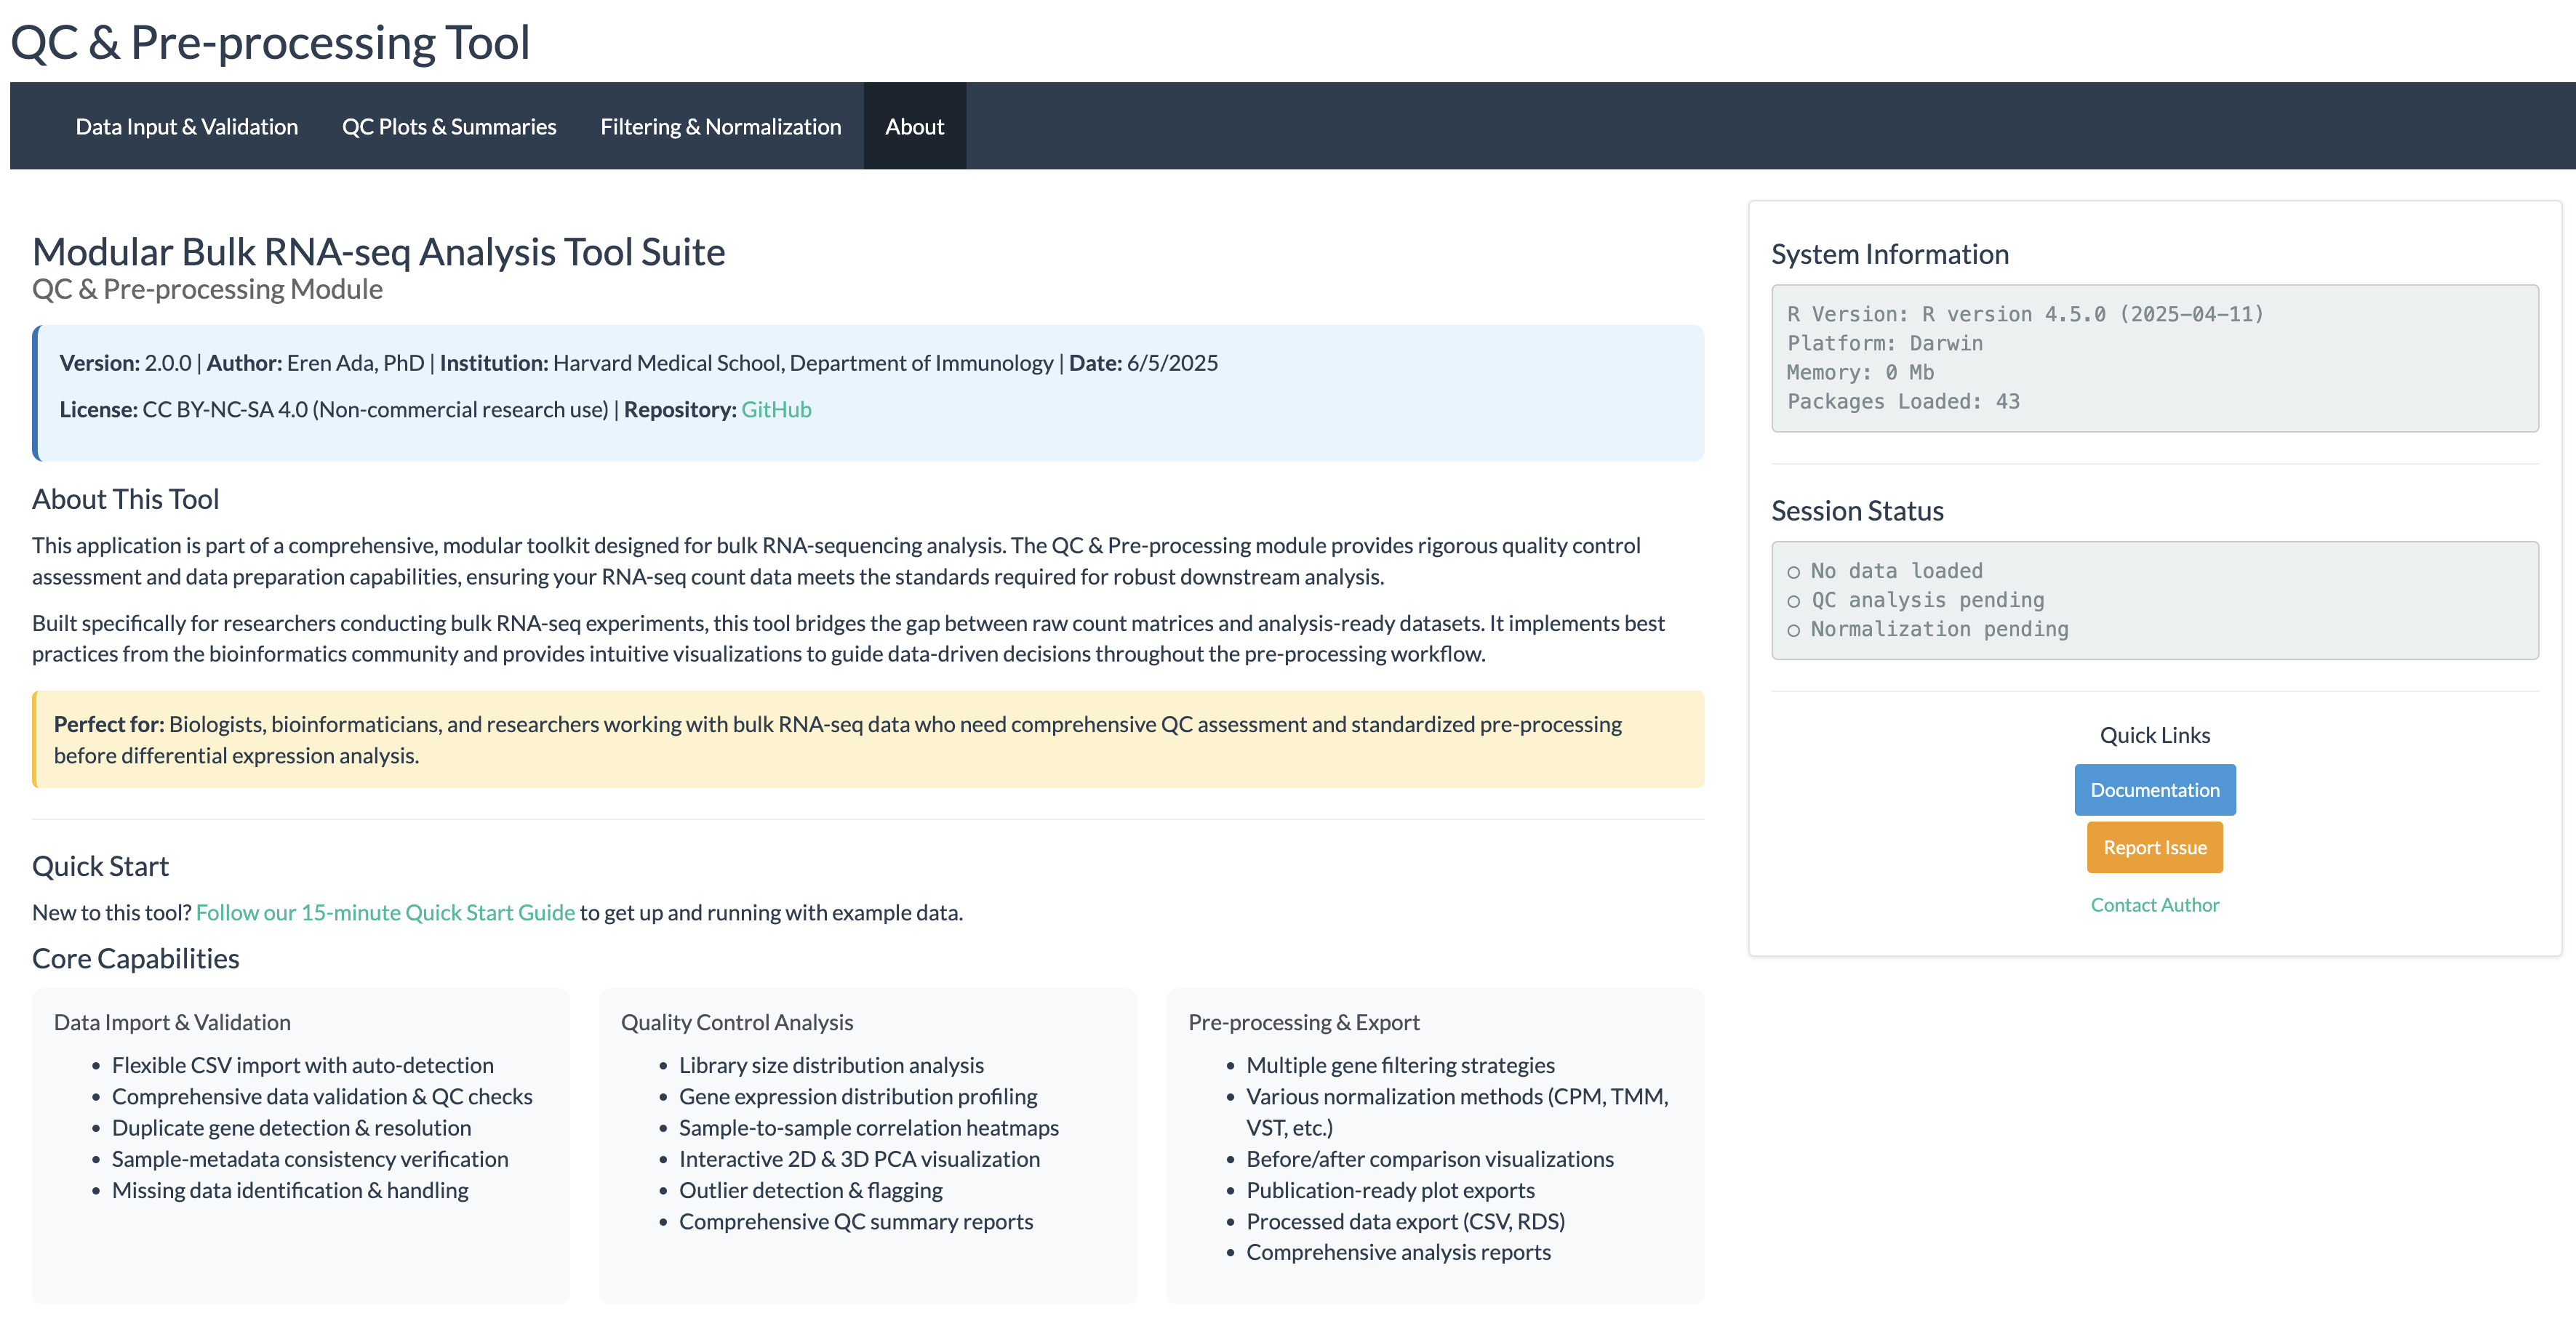 QC & Pre-processing Tool
Data Input & Validation
QC Plots & Summaries
Filtering & Normalization
About
Modular Bulk RNA-seq Analysis Tool Suite
QC & Pre-processing Module
Version: 2.0.0 | Author: Eren Ada, PhD | Institution: Harvard Medical School, Department of Immunology | Date: 6/5/2025
License: CC BY-NC-SA 4.0 (Non-commercial research use) | Repository: GitHub
About This Tool
This application is part of a comprehensive, modular toolkit designed for bulk RNA-sequencing analysis. The QC & Pre-processing module provides rigorous quality control
assessment and data preparation capabilities, ensuring your RNA-seq count data meets the standards required for robust downstream analysis.
Built specifically for researchers conducting bulk RNA-seq experiments, this tool bridges the gap between raw count matrices and analysis-ready datasets. It implements best
practices from the bioinformatics community and provides intuitive visualizations to guide data-driven decisions throughout the pre-processing workflow.
Perfect for: Biologists, bioinformaticians, and researchers working with bulk RNA-seq data who need comprehensive QC assessment and standardized pre-processing
before differential expression analysis.
Quick Start
New to this tool? Follow our 15-minute Quick Start Guide to get up and running with example data.
Core Capabilities
Data Import & Validation
• Flexible CSV import with auto-detection
• Comprehensive data validation & QC checks
• Duplicate gene detection & resolution
• Sample-metadata consistency verification
• Missing data identification & handling
Quality Control Analysis
• Library size distribution analysis
• Gene expression distribution profiling
• Sample-to-sample correlation heatmaps
• Interactive 2D & 3D PCA visualization
• Outlier detection & flagging
• Comprehensive QC summary reports
Pre-processing & Export
• Multiple gene filtering strategies
• Various normalization methods (CPM, TMM,
VST, etc.)
• Before/after comparison visualizations
• Publication-ready plot exports
• Processed data export (CSV, RDS)
• Comprehensive analysis reports
System Information
R Version: R version 4.5.0 (2025-04-11)
Platform: Darwin
Memory: 0 Mb
Packages Loaded: 43
Session Status
○ No data loaded
○ QC analysis pending
○ Normalization pending
Quick Links
Documentation
Report Issue
Contact Author